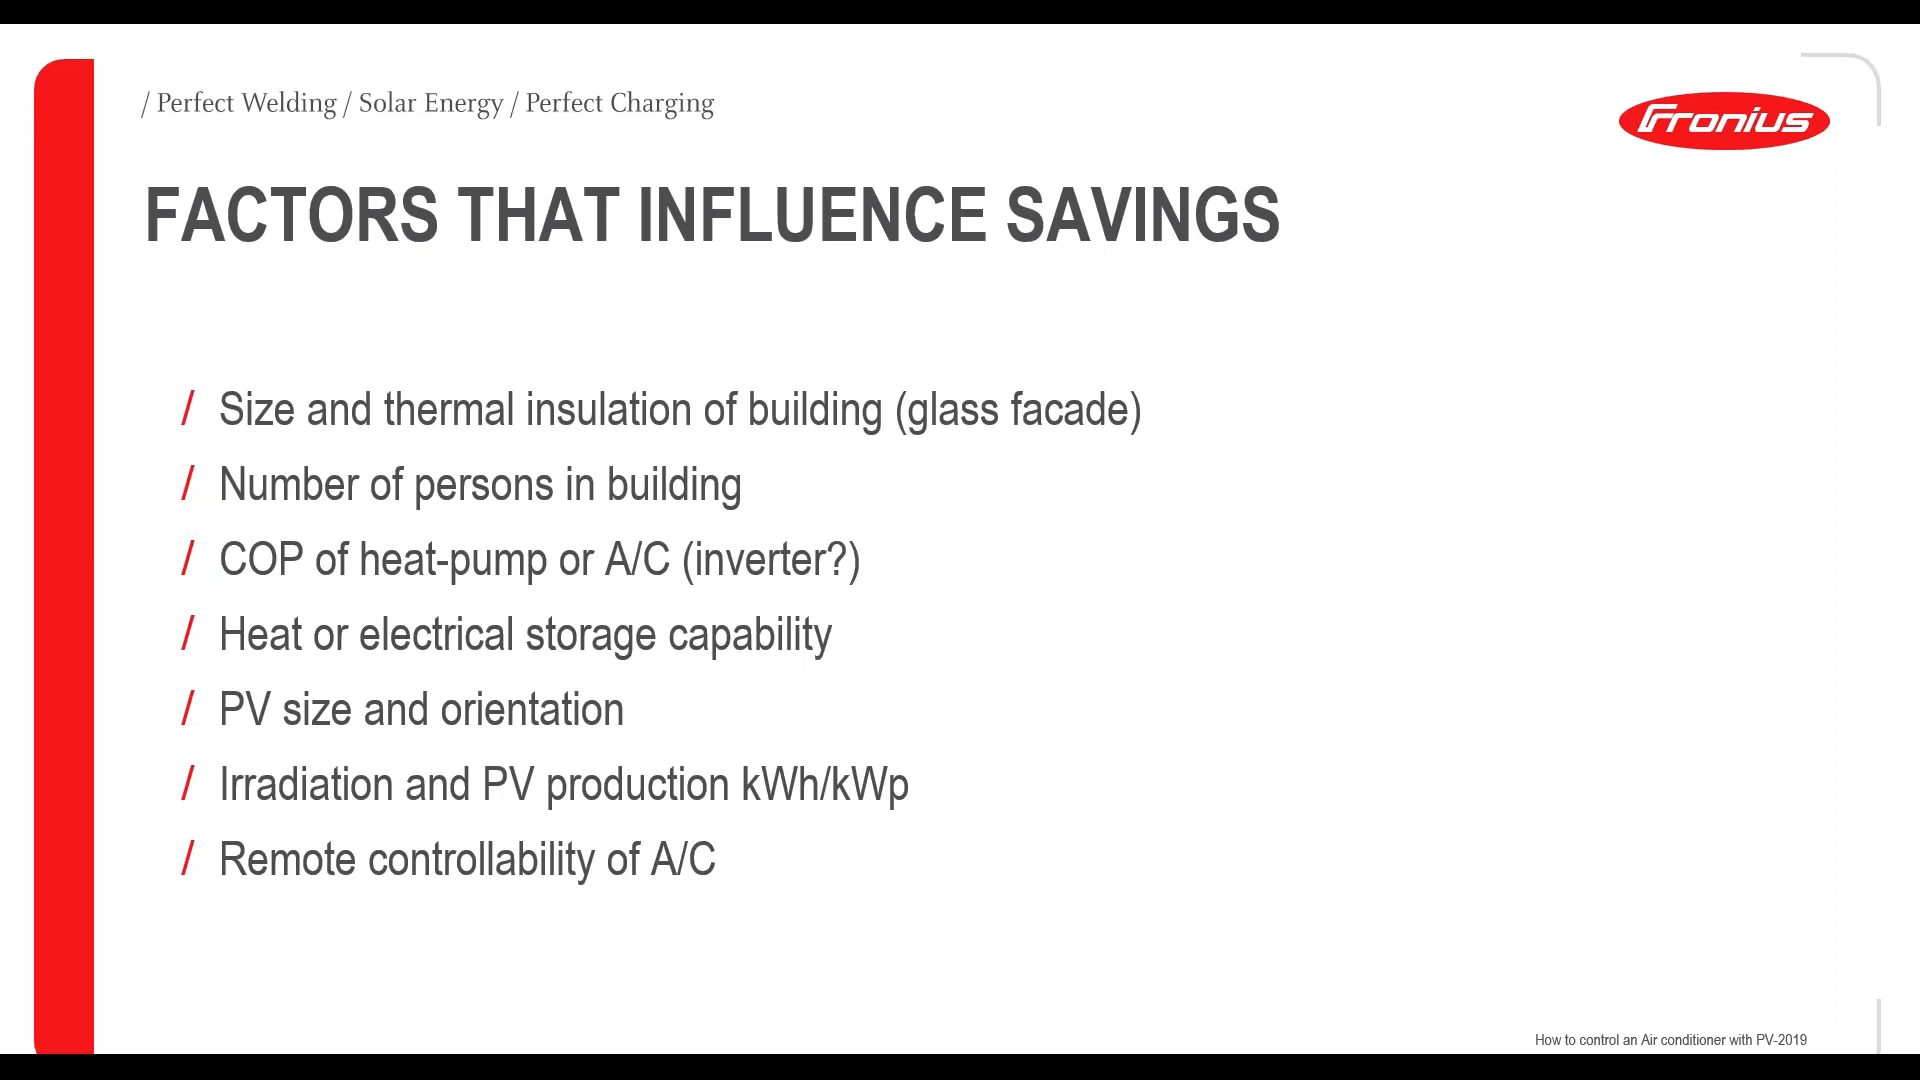 / Perfect Welding / Solar Energy / Perfect Charging
Fronius
FACTORS THAT INFLUENCE SAVINGS
/ Size and thermal insulation of building (glass facade)
/ Number of persons in building
/ COP of heat-pump or A/C (inverter?)
/ Heat or electrical storage capability
/ PV size and orientation
/ Irradiation and PV production kWh/kWp
/ Remote controllability of A/C
How to control an Air conditioner with PV-2019